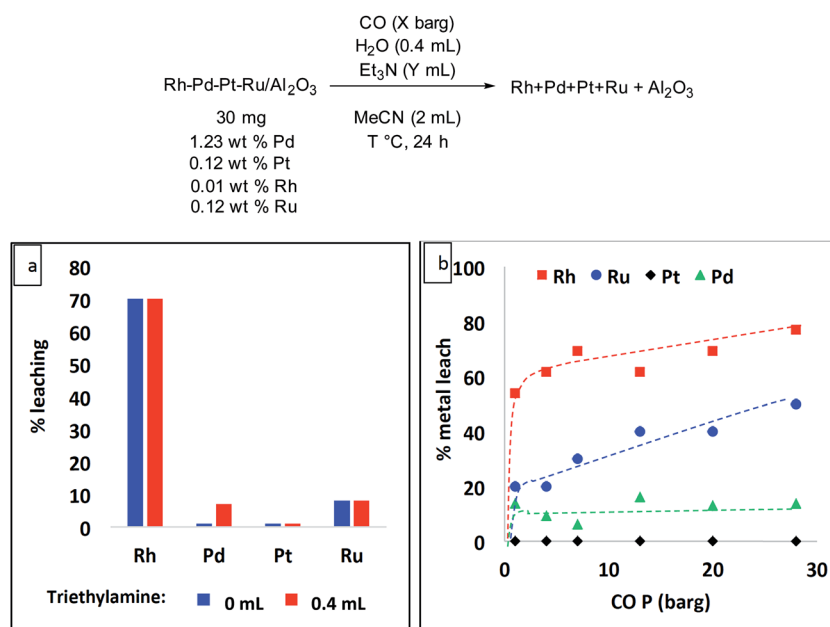 CO (X barg)
H₂O (0.4 mL)
Et₃N (Y mL)
Rh-Pd-Pt-Ru/Al₂O₃
Rh+Pd+Pt+Ru + Al₂O₃
30 mg
MeCN (2 mL)
1.23 wt % Pd
T °C, 24 h
0.12 wt % Pt
0.01 wt % Rh
0.12 wt % Ru
a
80
70
60
50
40
30
20
10
0
% leaching
Rh Pd Pt Ru
Triethylamine: 0 mL 0.4 mL
b
Rh Ru Pt Pd
100
80
60
40
20
0
% metal leach
0 10 20 30
CO P (barg)